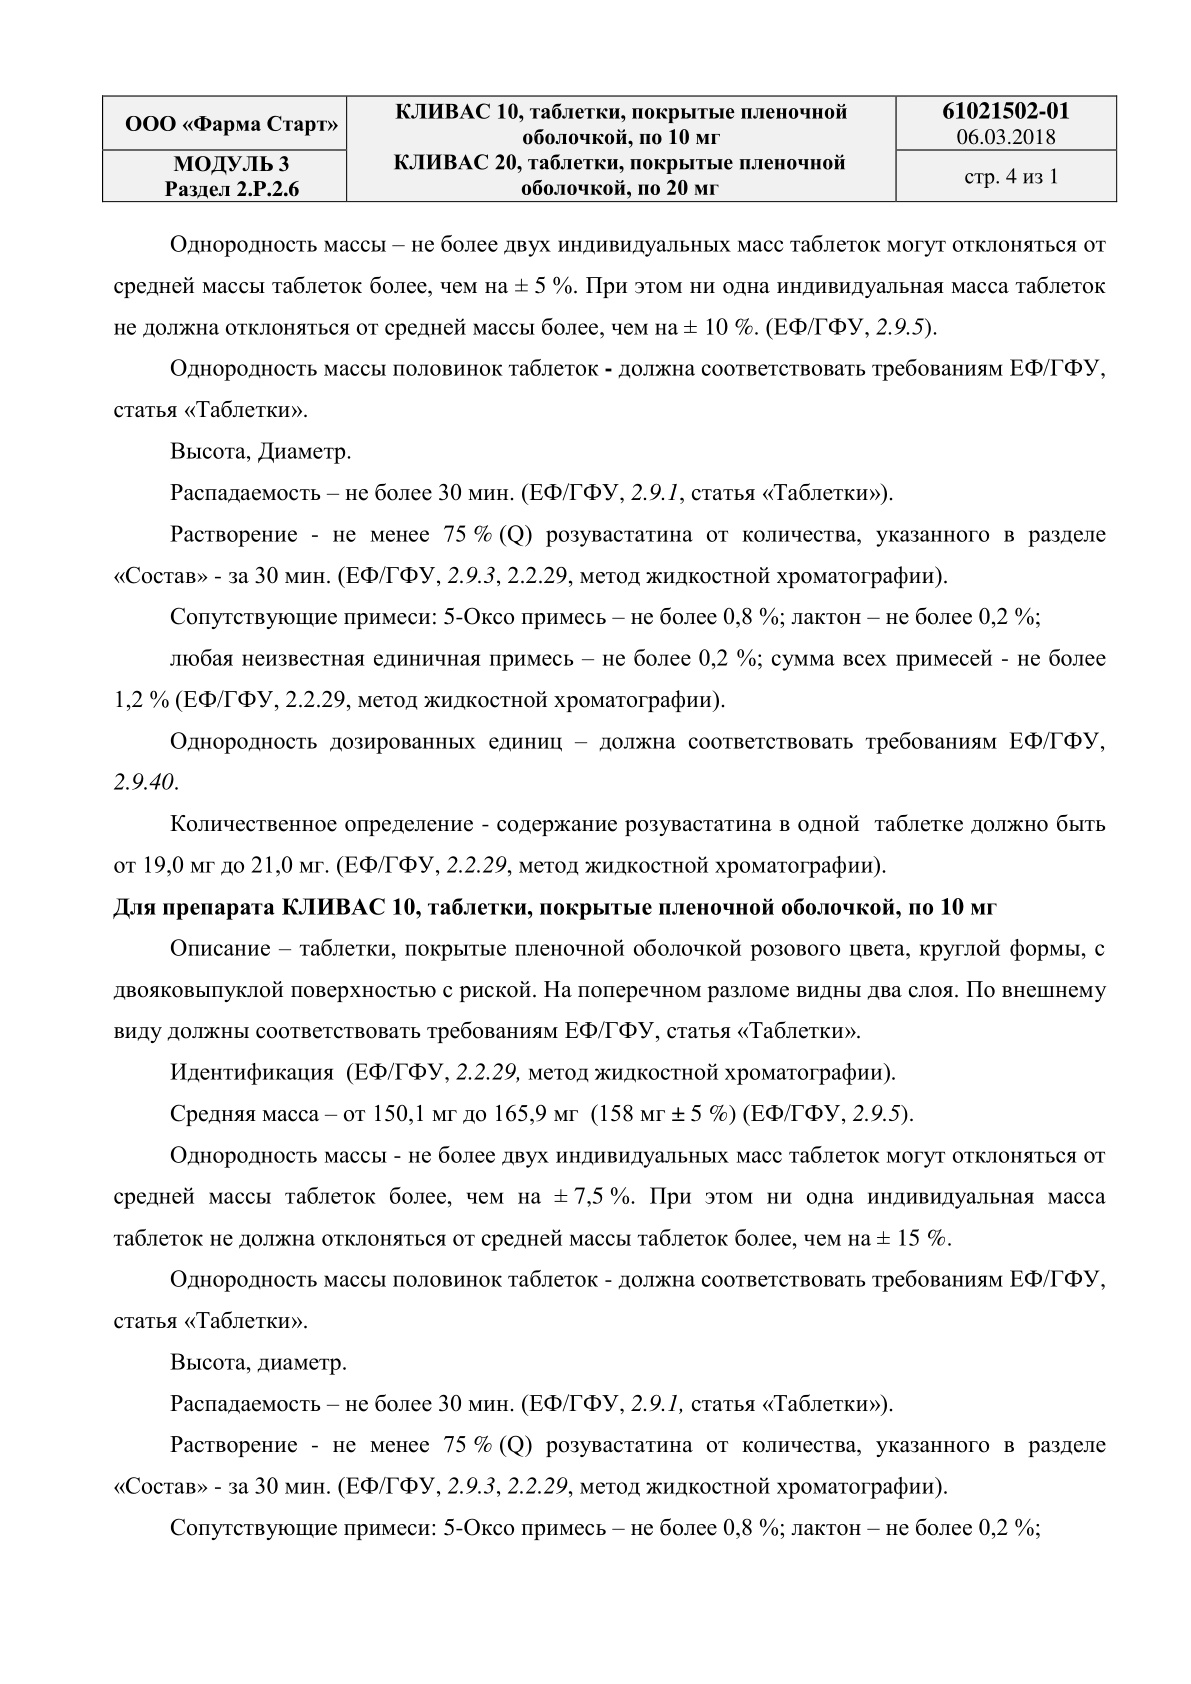 ООО «Фарма Старт»
МОДУЛЬ 3
Раздел 2.Р.2.6
КЛИВАС 10, таблетки, покрытые пленочной
оболочкой, по 10 мг
КЛИВАС 20, таблетки, покрытые пленочной
оболочкой, по 20 мг
61021502-01
06.03.2018
стр. 4 из 1
Однородность массы – не более двух индивидуальных масс таблеток могут отклоняться от
средней массы таблеток более, чем на ± 5 %. При этом ни одна индивидуальная масса таблеток
не должна отклоняться от средней массы более, чем на ± 10 %. (ЕФ/ГФУ, 2.9.5).
Однородность массы половинок таблеток - должна соответствовать требованиям ЕФ/ГФУ,
статья «Таблетки».
Высота, Диаметр.
Распадаемость – не более 30 мин. (ЕФ/ГФУ, 2.9.1, статья «Таблетки»).
Растворение - не менее 75 % (Q) розувастатина от количества, указанного в разделе
«Состав» - за 30 мин. (ЕФ/ГФУ, 2.9.3, 2.2.29, метод жидкостной хроматографии).
Сопутствующие примеси: 5-Оксо примесь – не более 0,8 %; лактон – не более 0,2 %;
любая неизвестная единичная примесь – не более 0,2 %; сумма всех примесей - не более
1,2 % (ЕФ/ГФУ, 2.2.29, метод жидкостной хроматографии).
Однородность дозированных единиц – должна соответствовать требованиям ЕФ/ГФУ,
2.9.40.
Количественное определение - содержание розувастатина в одной таблетке должно быть
от 19,0 мг до 21,0 мг. (ЕФ/ГФУ, 2.2.29, метод жидкостной хроматографии).
Для препарата КЛИВАС 10, таблетки, покрытые пленочной оболочкой, по 10 мг
Описание – таблетки, покрытые пленочной оболочкой розового цвета, круглой формы, с
двояковыпуклой поверхностью с риской. На поперечном разломе видны два слоя. По внешнему
виду должны соответствовать требованиям ЕФ/ГФУ, статья «Таблетки».
Идентификация (ЕФ/ГФУ, 2.2.29, метод жидкостной хроматографии).
Средняя масса – от 150,1 мг до 165,9 мг (158 мг ± 5 %) (ЕФ/ГФУ, 2.9.5).
Однородность массы - не более двух индивидуальных масс таблеток могут отклоняться от
средней массы таблеток более, чем на ± 7,5 %. При этом ни одна индивидуальная масса
таблеток не должна отклоняться от средней массы таблеток более, чем на ± 15 %.
Однородность массы половинок таблеток - должна соответствовать требованиям ЕФ/ГФУ,
статья «Таблетки».
Высота, диаметр.
Распадаемость – не более 30 мин. (ЕФ/ГФУ, 2.9.1, статья «Таблетки»).
Растворение - не менее 75 % (Q) розувастатина от количества, указанного в разделе
«Состав» - за 30 мин. (ЕФ/ГФУ, 2.9.3, 2.2.29, метод жидкостной хроматографии).
Сопутствующие примеси: 5-Оксо примесь – не более 0,8 %; лактон – не более 0,2 %;